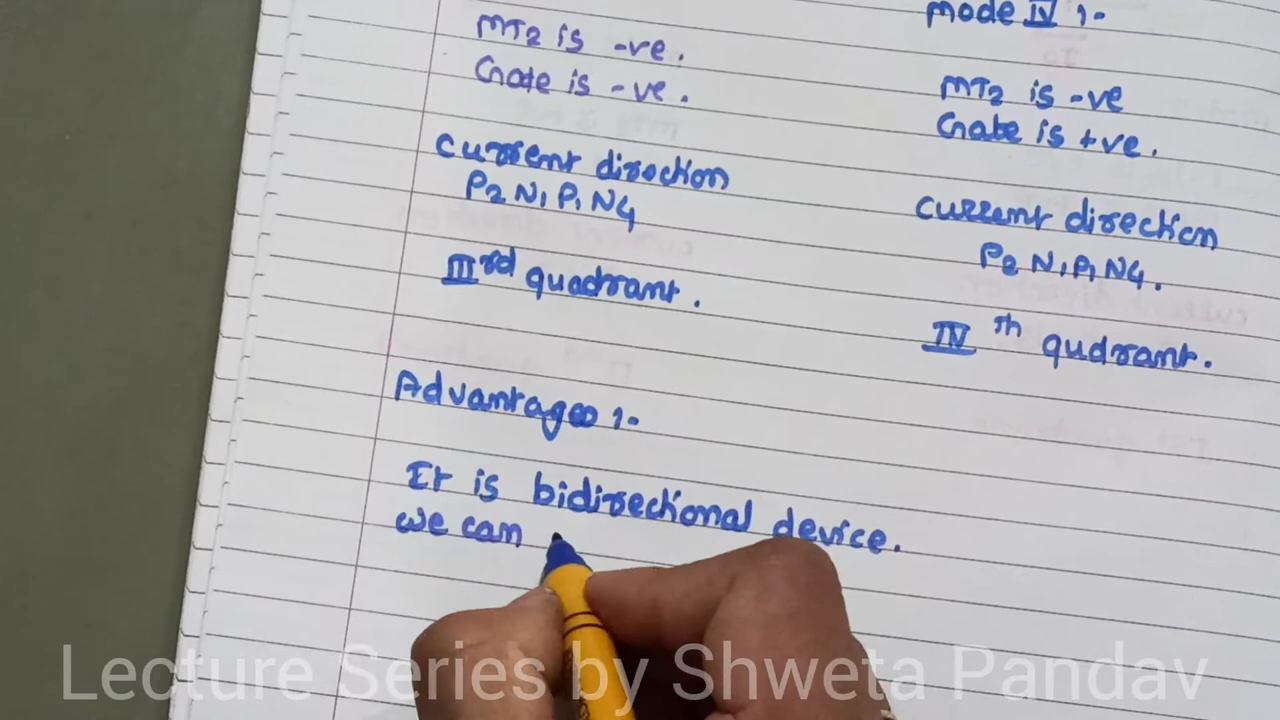 MT2 is -ve.
Gate is -ve.
current direction
P2 N1 P1 N4
IIIrd quadrant.
mode IV :-
MT2 is -ve
Gate is +ve.
current direction
P2 N1 P1 N4.
IV th qudrant.
Advantages :-
It is bidirectional device.
we can
Lecture Series by Shweta Pandav